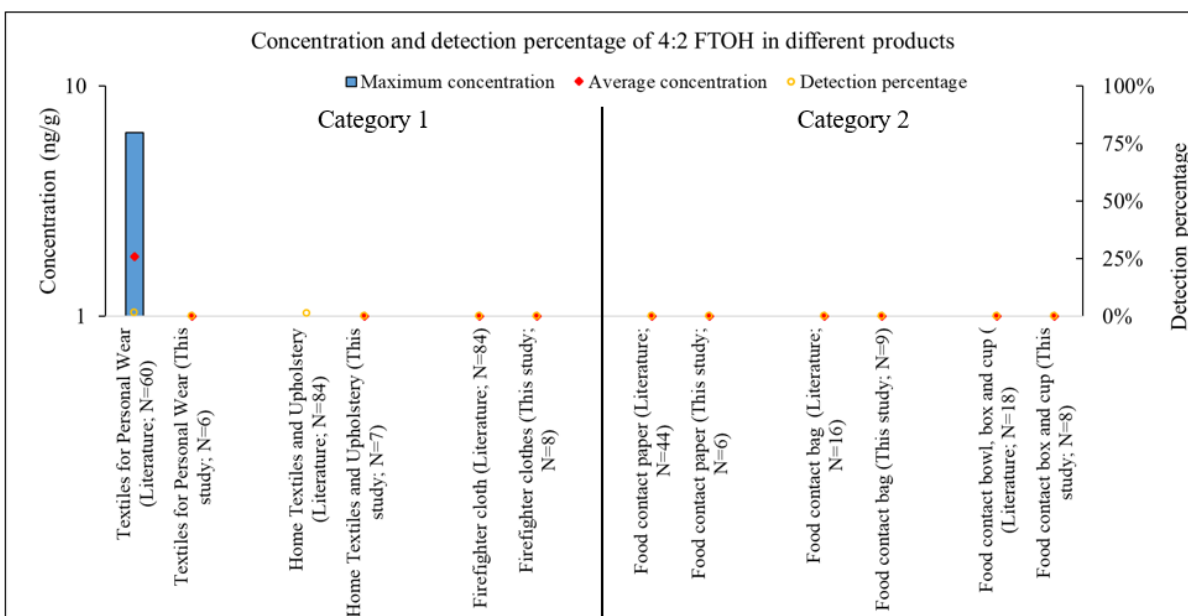 Concentration and detection percentage of 4:2 FTOH in different products
Maximum concentration
Average concentration
Detection percentage
10
1
Concentration (ng/g)
Category 1
Category 2
100%
75%
50%
25%
0%
Detection percentage
Textiles for Personal Wear
(Literature; N=60)
Textiles for Personal Wear (This
study; N=6)
Home Textiles and Upholstery
(Literature; N=84)
Home Textiles and Upholstery (This
study; N=7)
Firefighter cloth (Literature; N=84)
Firefighter clothes (This study;
N=8)
Food contact paper (Literature;
N=44)
Food contact paper (This study;
N=6)
Food contact bag (Literature;
N=16)
Food contact bag (This study; N=9)
Food contact bowl, box and cup (
(Literature; N=18)
Food contact box and cup (This
study; N=8)